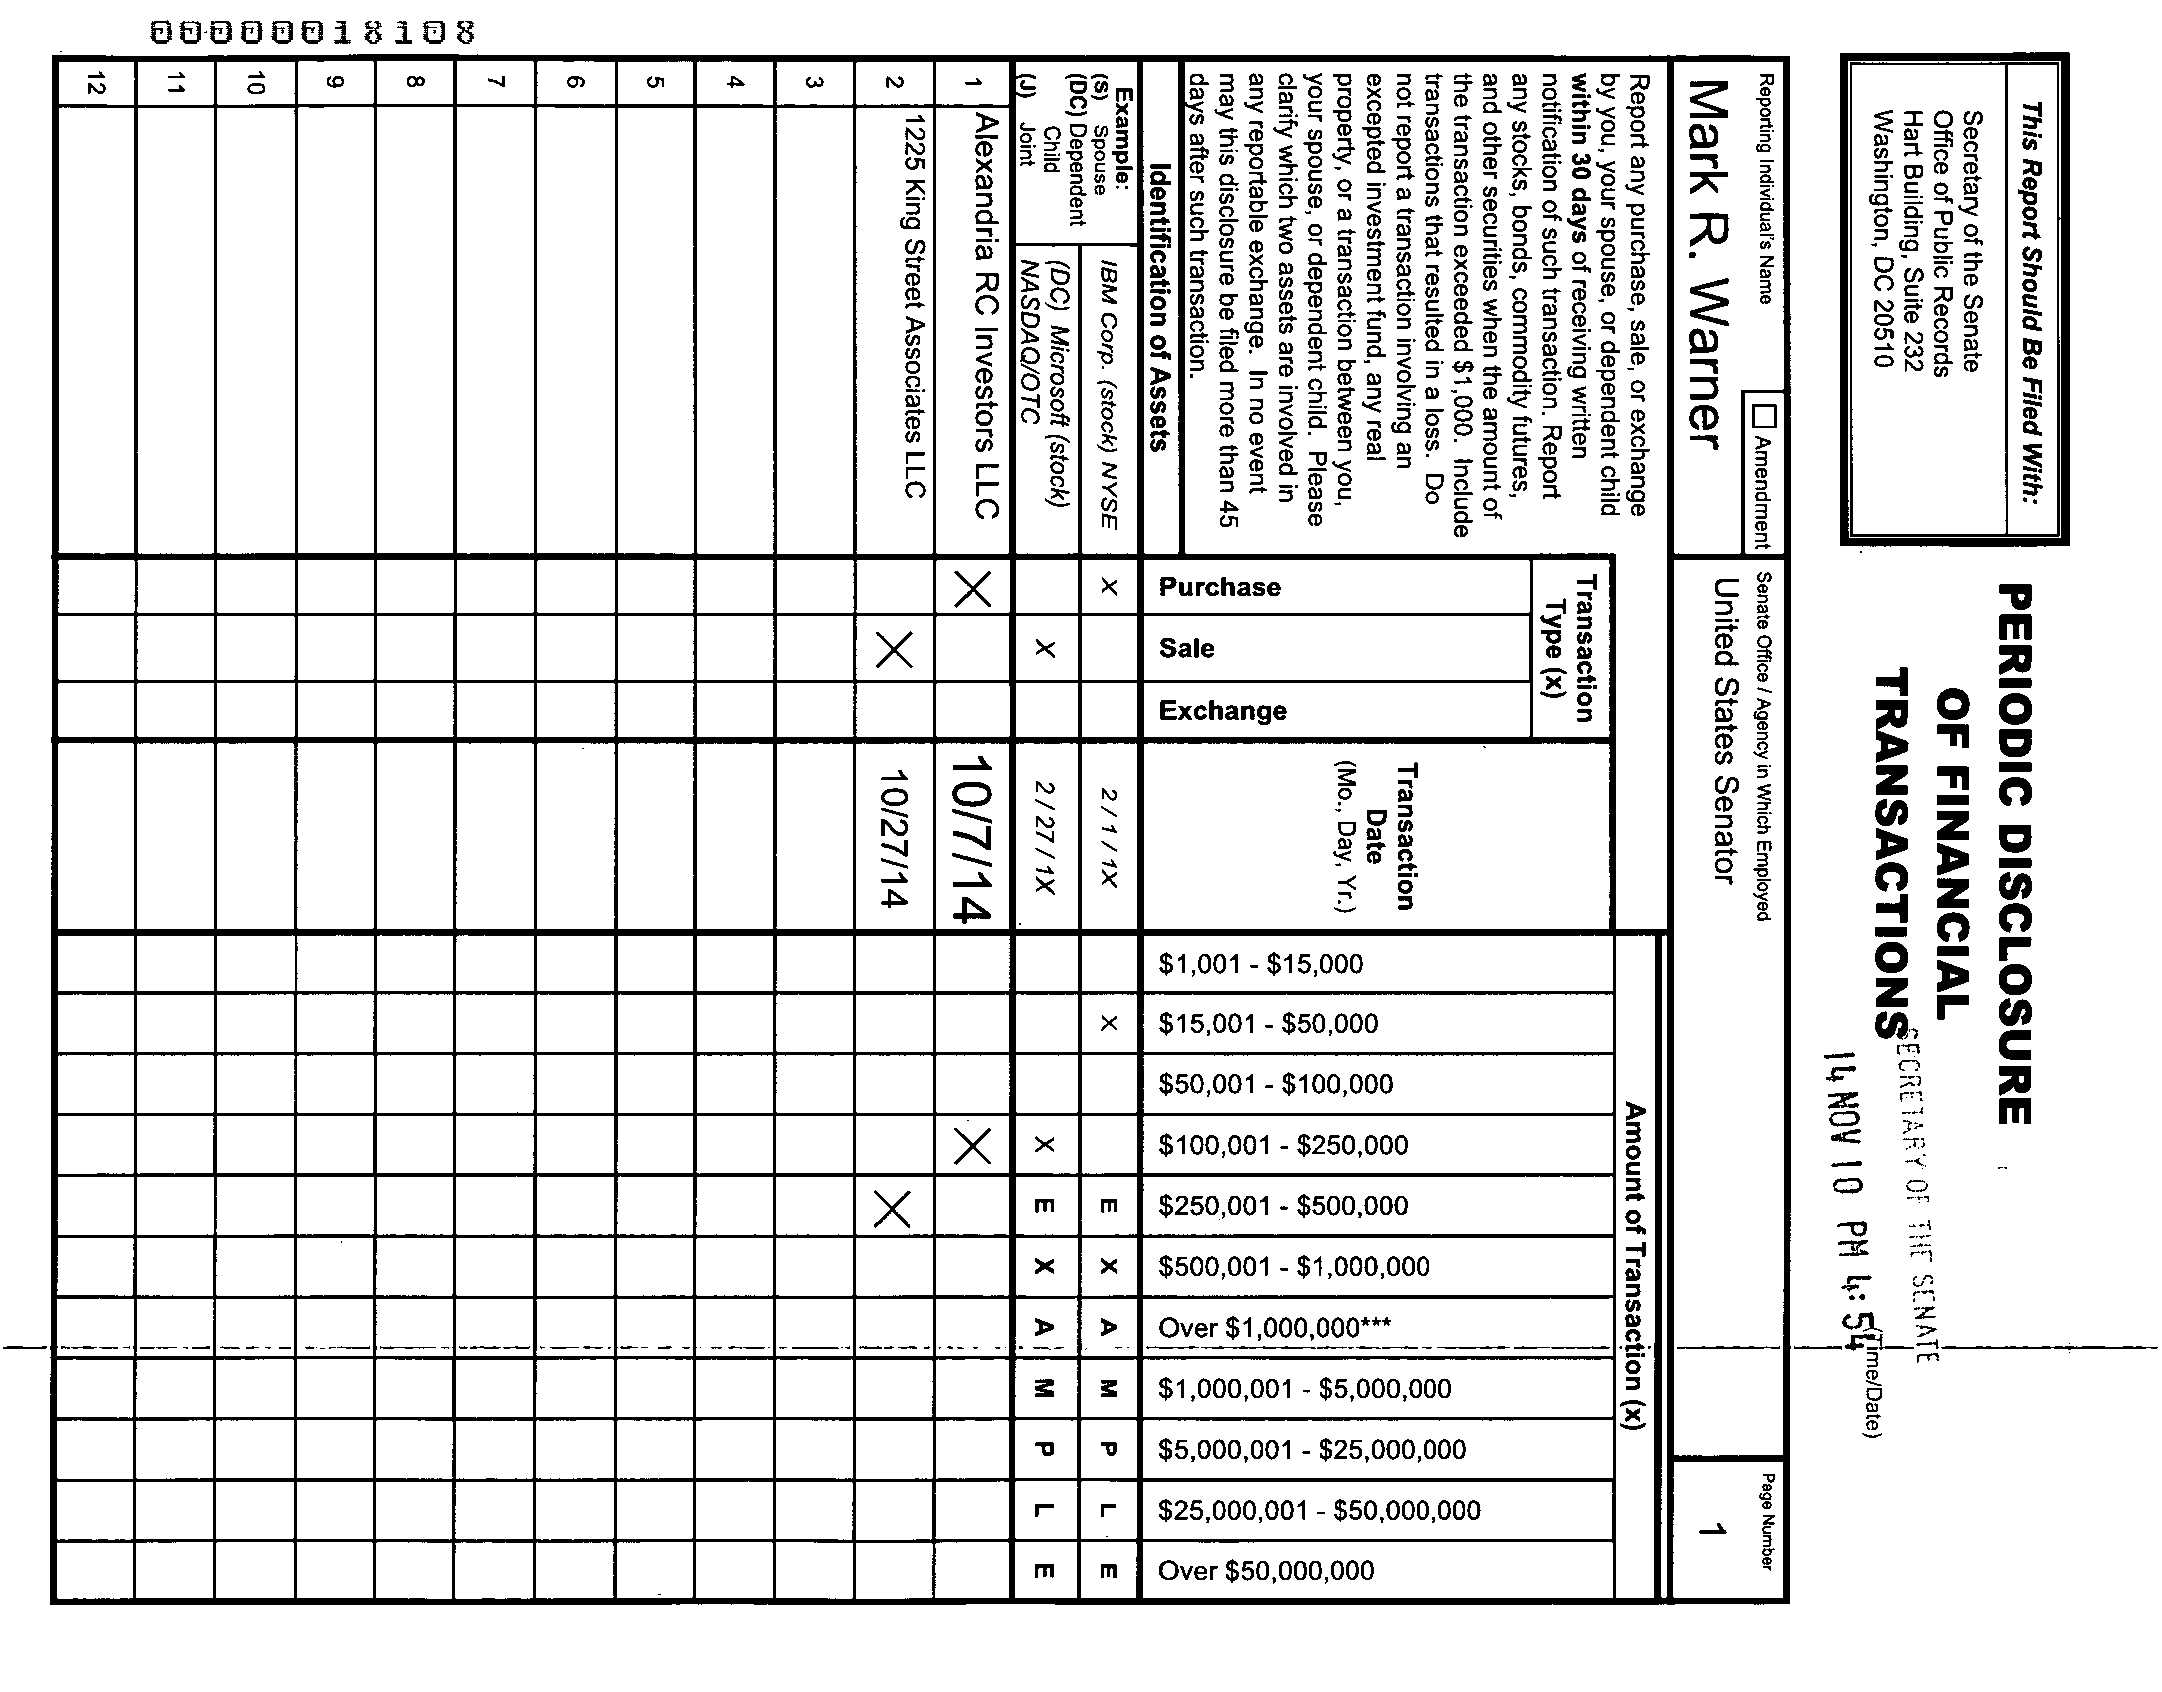 00000018108
This Report Should Be Filed With:
Secretary of the Senate
Office of Public Records
Hart Building, Suite 232
Washington, DC 20510
PERIODIC DISCLOSURE
OF FINANCIAL
TRANSACTIONS
SECRETARY OF THE SENATE
14 NOV 10 PM 4:54
(Time/Date)
Reporting Individual's Name
Mark R. Warner
Amendment
Senate Office / Agency in Which Employed
United States Senator
Page Number
1
Report any purchase, sale, or exchange
by you, your spouse, or dependent child
within 30 days of receiving written
notification of such transaction. Report
any stocks, bonds, commodity futures,
and other securities when the amount of
the transaction exceeded $1,000. Include
transactions that resulted in a loss. Do
not report a transaction involving an
excepted investment fund, any real
property, or a transaction between you,
your spouse, or dependent child. Please
clarify which two assets are involved in
any reportable exchange. In no event
may this disclosure be filed more than 45
days after such transaction.
Identification of Assets
Transaction
Type (x)
Purchase
Sale
Exchange
Transaction
Date
(Mo., Day, Yr.)
Amount of Transaction (x)
$1,001 - $15,000
$15,001 - $50,000
$50,001 - $100,000
$100,001 - $250,000
$250,001 - $500,000
$500,001 - $1,000,000
Over $1,000,000***
$1,000,001 - $5,000,000
$5,000,001 - $25,000,000
$25,000,001 - $50,000,000
Over $50,000,000
Example:
(S) Spouse
(DC) Dependent
Child
(J) Joint
IBM Corp. (stock) NYSE X 2 / 1 / 1X X E X A M P L E
(DC) Microsoft (stock)
NASDAQ/OTC X 2 / 27 / 1X X E X A M P L E
1 Alexandria RC Investors LLC X 10/7/14 X
2 1225 King Street Associates LLC X 10/27/14 X
3
4
5
6
7
8
9
10
11
12